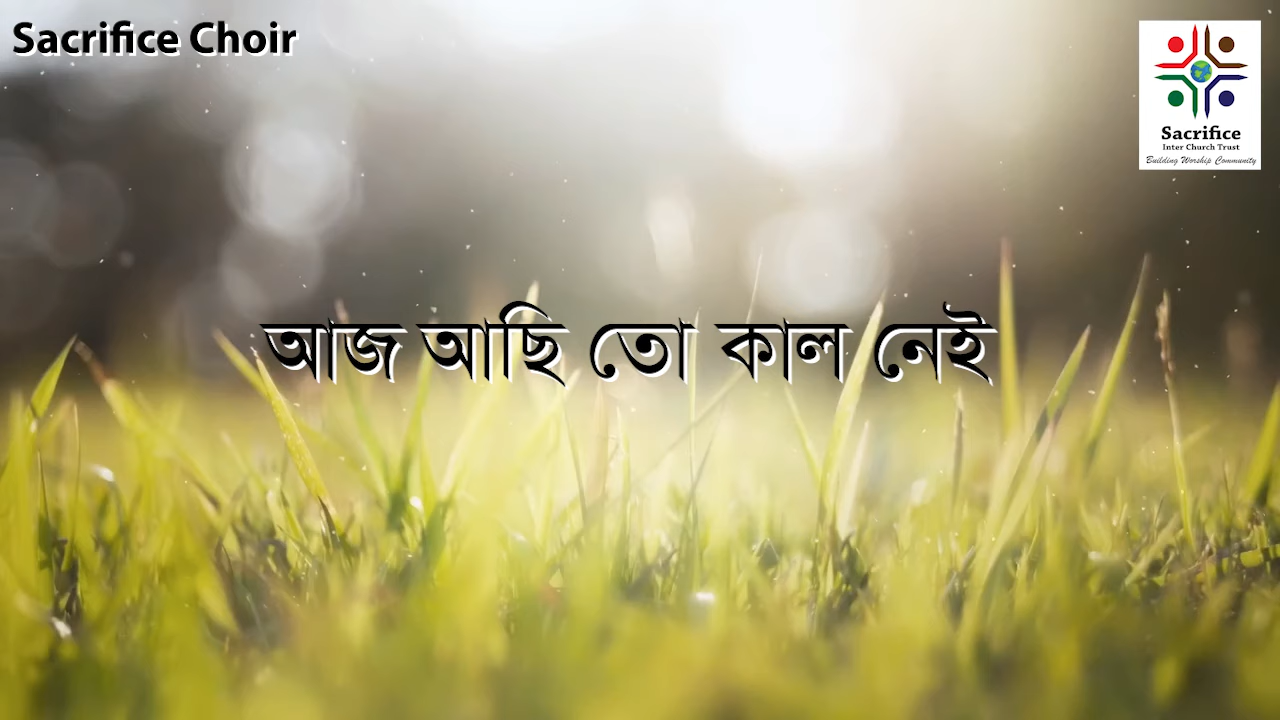 Sacrifice Choir
Sacrifice
Inter Church Trust
Building Worship Community
আজ আছি তো কাল নেই